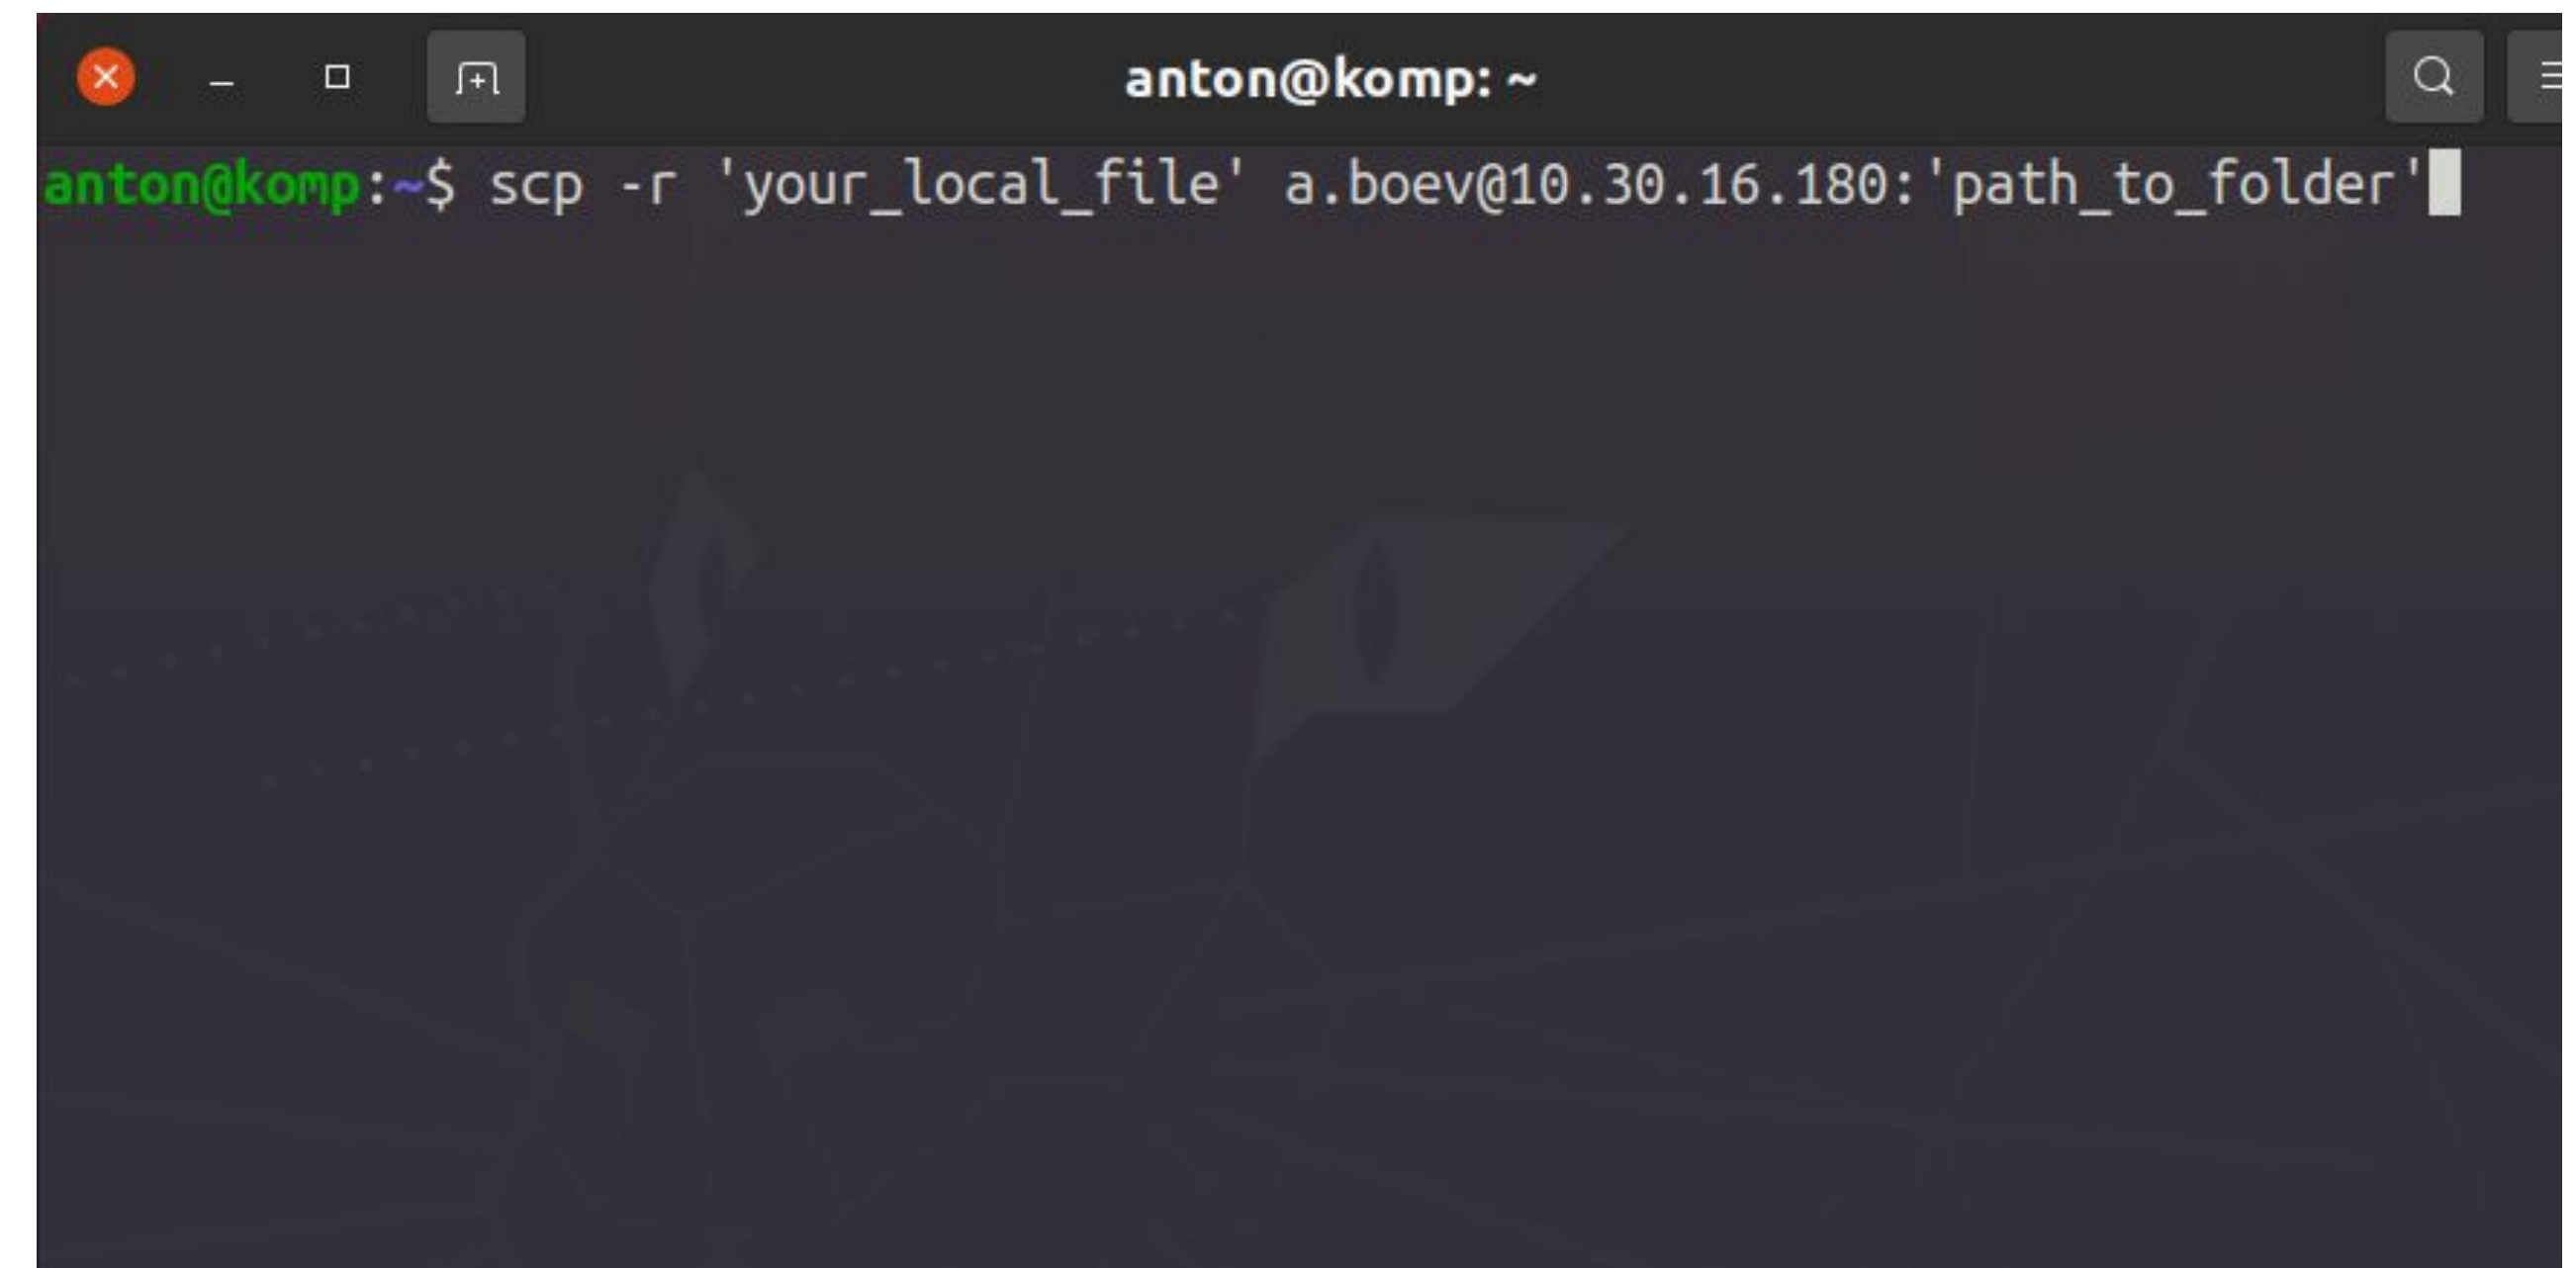 anton@komp: ~
anton@komp:~$ scp -r 'your_local_file' a.boev@10.30.16.180:'path_to_folder'